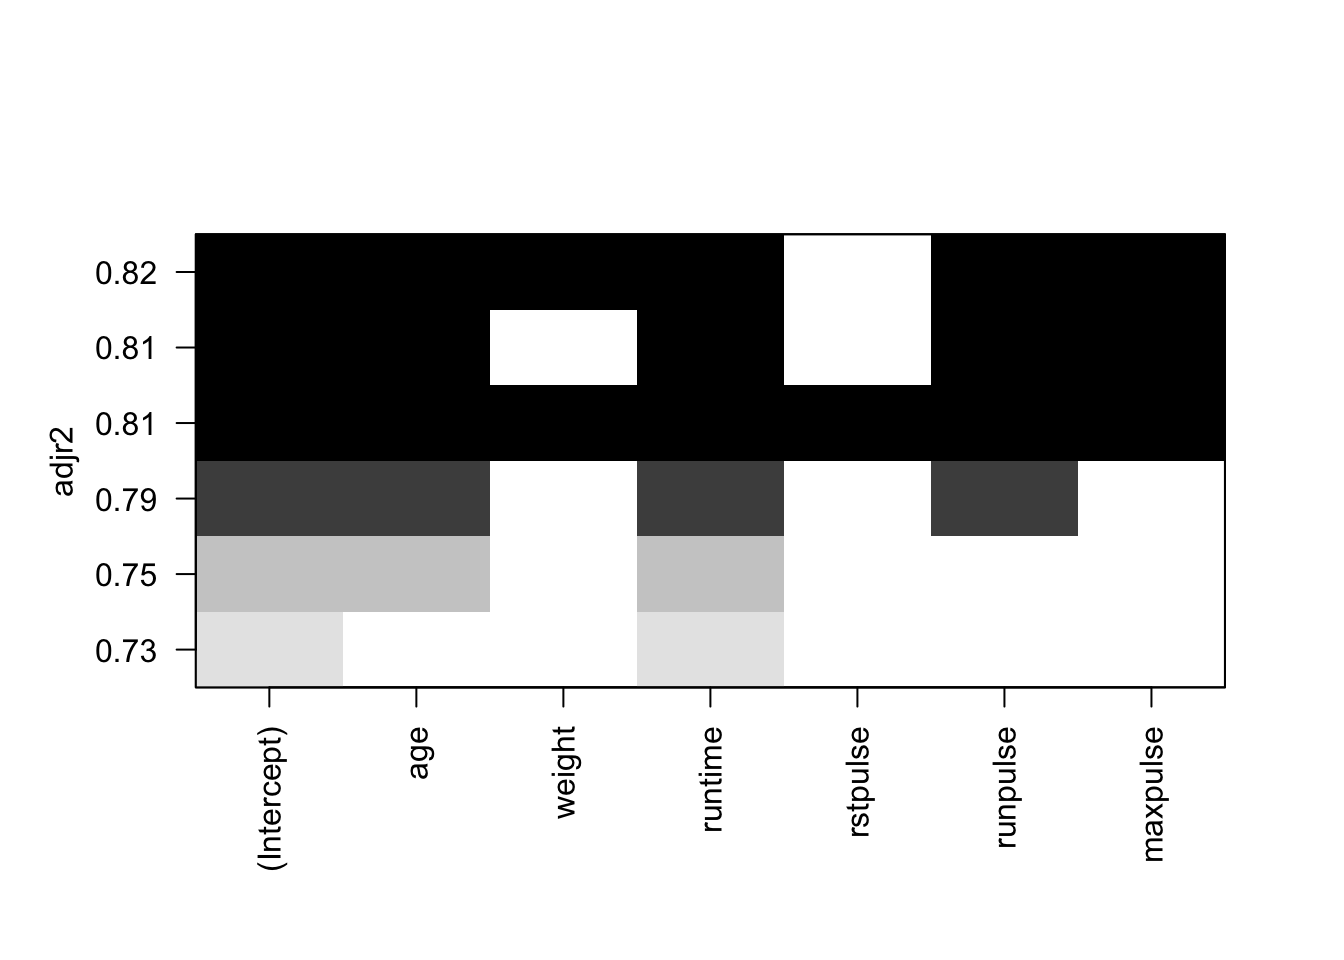 0.82
0.81
0.81
0.79
0.75
0.73
adjr2
(Intercept)
age
weight
runtime
rstpulse
runpulse
maxpulse